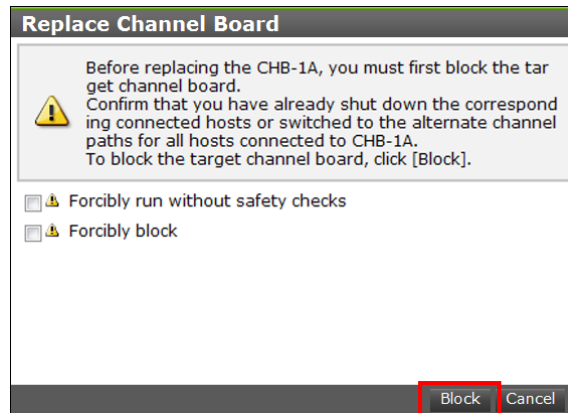 Replace Channel Board
Before replacing the CHB-1A, you must first block the tar
get channel board.
Confirm that you have already shut down the correspond
ing connected hosts or switched to the alternate channel
paths for all hosts connected to CHB-1A.
To block the target channel board, click [Block].
Forcibly run without safety checks
Forcibly block
Block Cancel